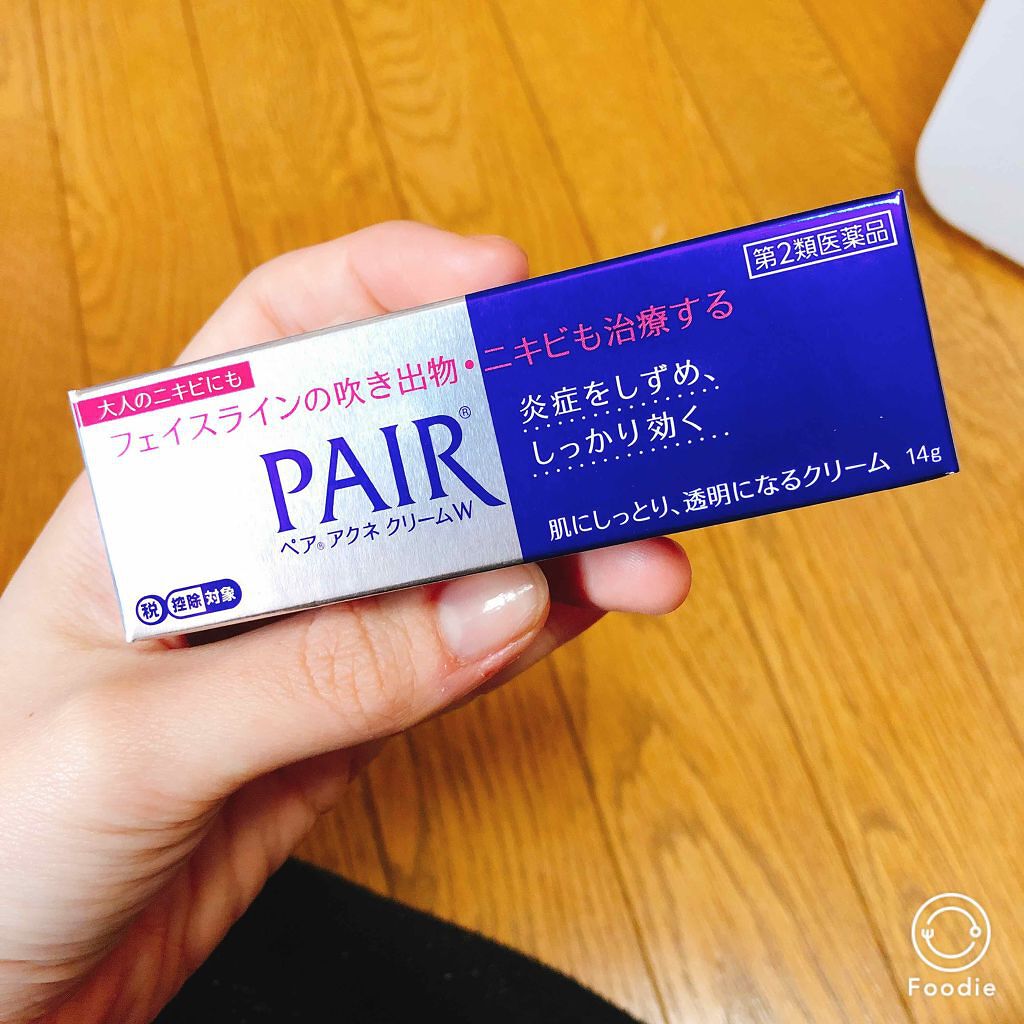 第2類医薬品
大人のニキビにも
フェイスラインの吹き出物・ニキビも治療する
PAIR®
ペア®アクネ クリームW
炎症をしずめ、
しっかり効く
肌にしっとり、透明になるクリーム 14g
税 控除対象
Foodie